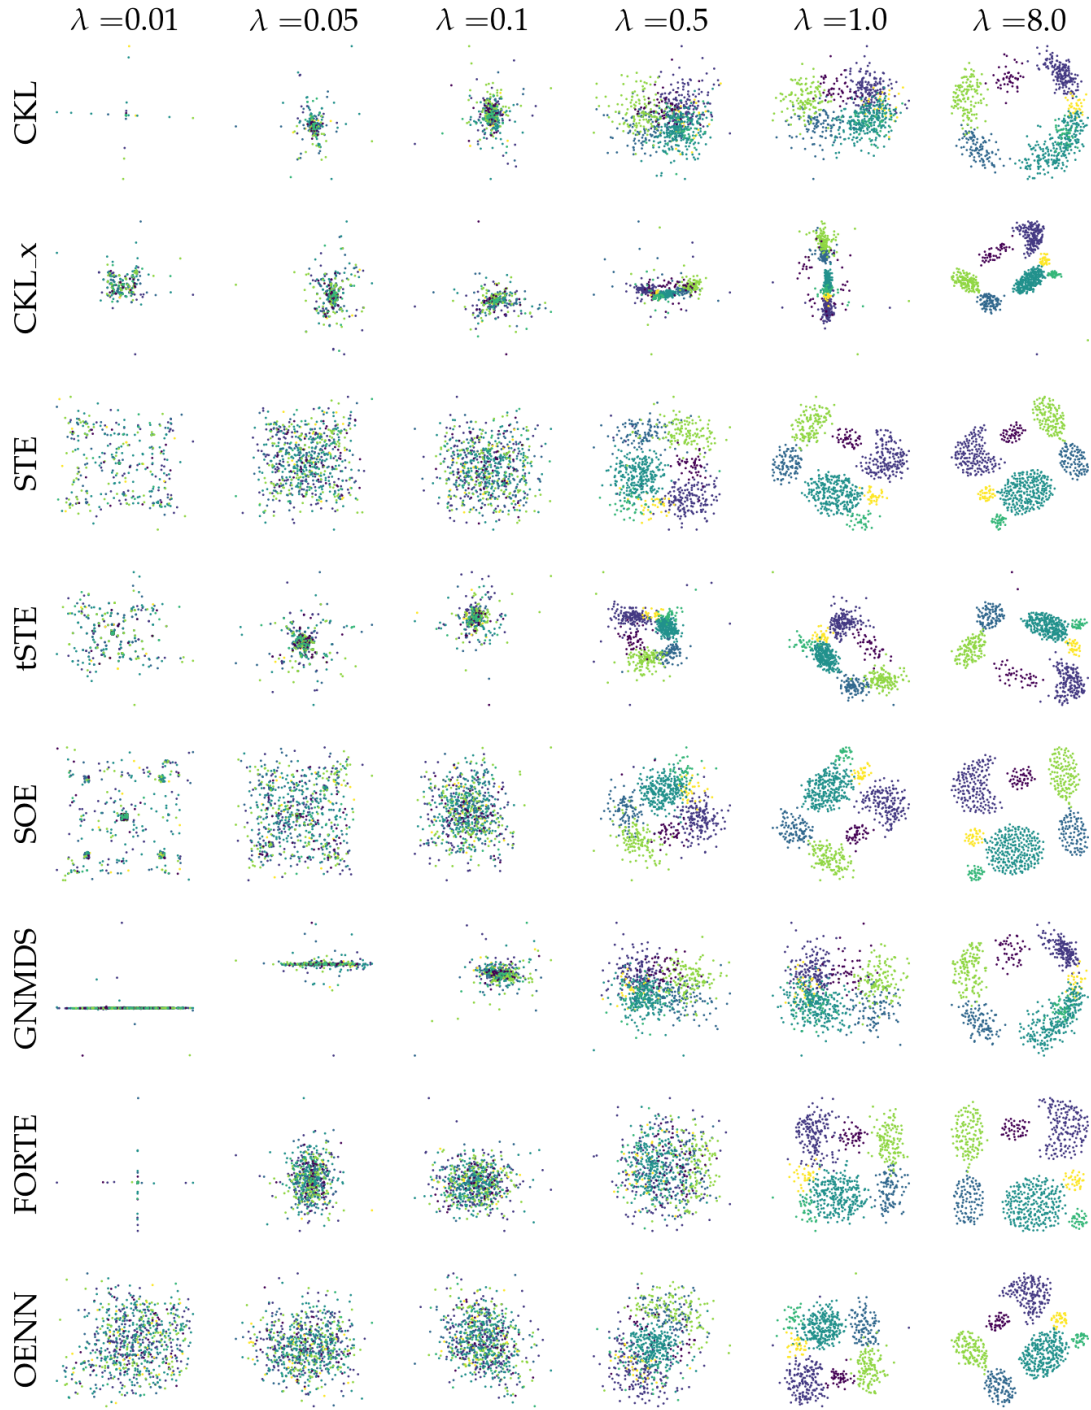 λ =0.01 λ =0.05 λ =0.1 λ =0.5 λ =1.0 λ =8.0
CKL
CKL_x
STE
tSTE
SOE
GNMDS
FORTE
OENN